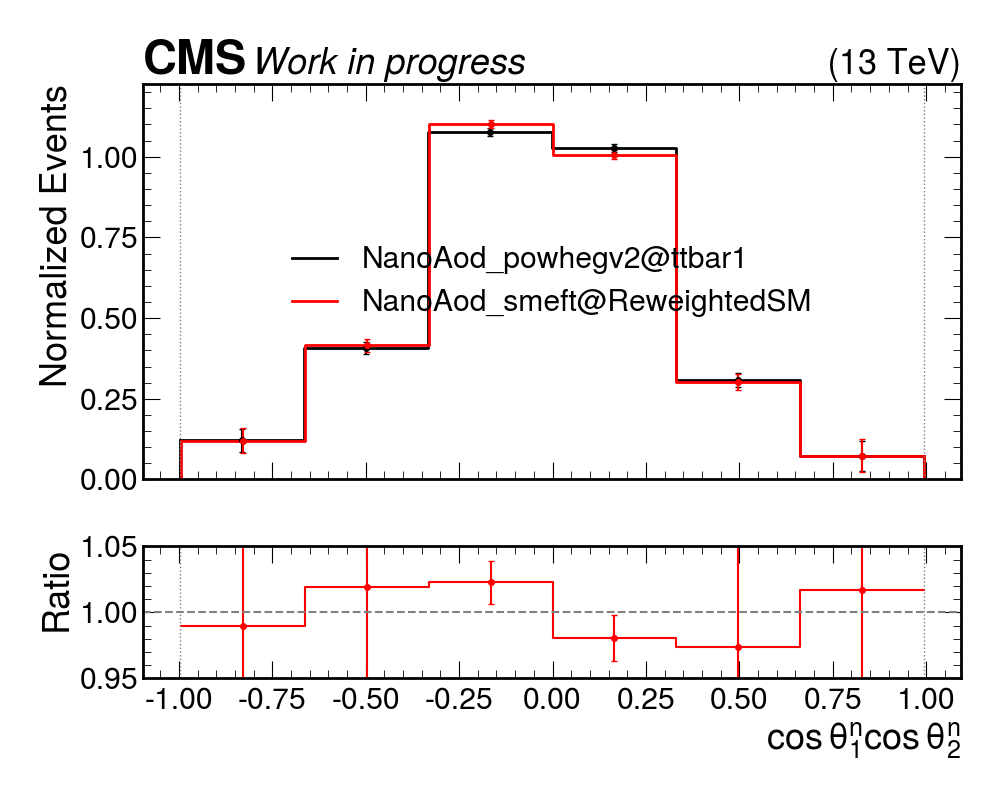 CMS Work in progress (13 TeV)
Normalized Events
1.00
0.75
0.50
0.25
0.00
NanoAod_powhegv2@ttbar1
NanoAod_smeft@ReweightedSM
Ratio
1.05
1.00
0.95
-1.00 -0.75 -0.50 -0.25 0.00 0.25 0.50 0.75 1.00
cos θ₁ⁿcos θ₂ⁿ